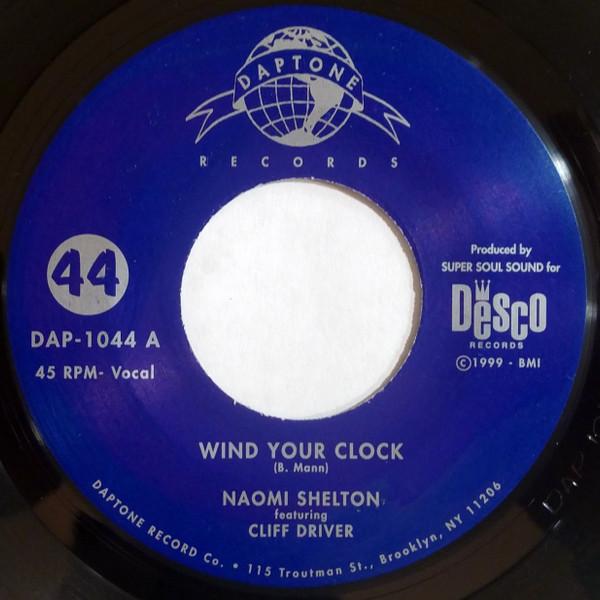 DAPTONE
RECORDS
44
DAP-1044 A
45 RPM- Vocal
Produced by
SUPER SOUL SOUND for
Desco
RECORDS
©1999 - BMI
WIND YOUR CLOCK
(B. Mann)
NAOMI SHELTON
featuring
CLIFF DRIVER
DAPTONE RECORD Co. • 115 Troutman St., Brooklyn, NY 11206